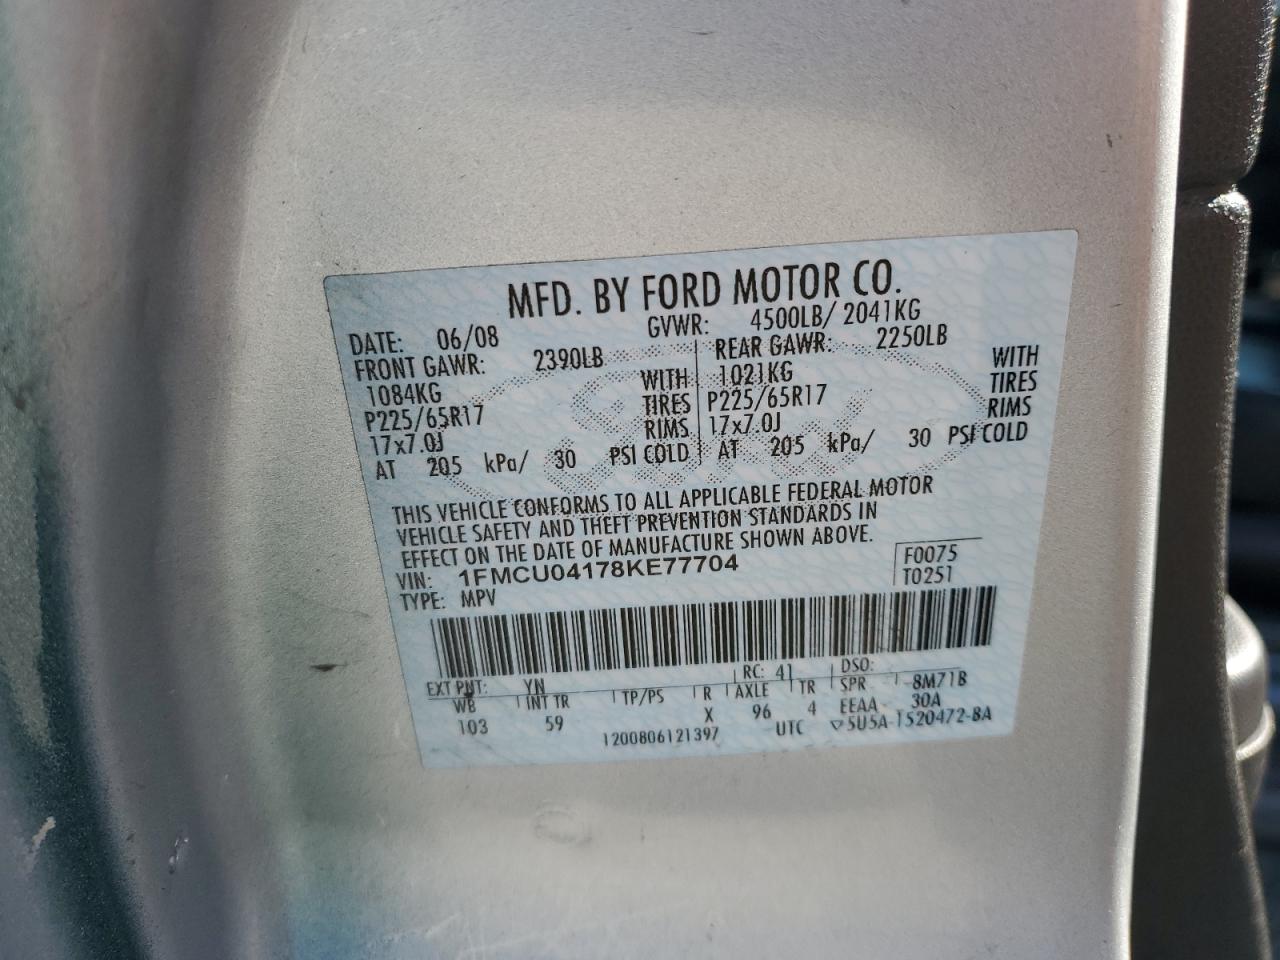 MFD. BY FORD MOTOR CO.
DATE: 06/08 GVWR: 4500LB/ 2041KG
FRONT GAWR: 2390LB REAR GAWR: 2250LB
1084KG WITH 1021KG WITH
P225/65R17 TIRES P225/65R17 TIRES
17x7.0J RIMS 17x7.0J RIMS
AT 205 kPa/ 30 PSI COLD AT 205 kPa/ 30 PSI COLD
THIS VEHICLE CONFORMS TO ALL APPLICABLE FEDERAL MOTOR
VEHICLE SAFETY AND THEFT PREVENTION STANDARDS IN
EFFECT ON THE DATE OF MANUFACTURE SHOWN ABOVE.
VIN: 1FMCU04178KE77704 F0075
TYPE: MPV T0251
EXT PNT: YN RC: 41 DSO:
WB INT TR TP/PS R AXLE TR SPR 8M71B
103 59 X 96 4 EEAA 30A
1200806121397 UTC ▽5U5A-1520472-BA